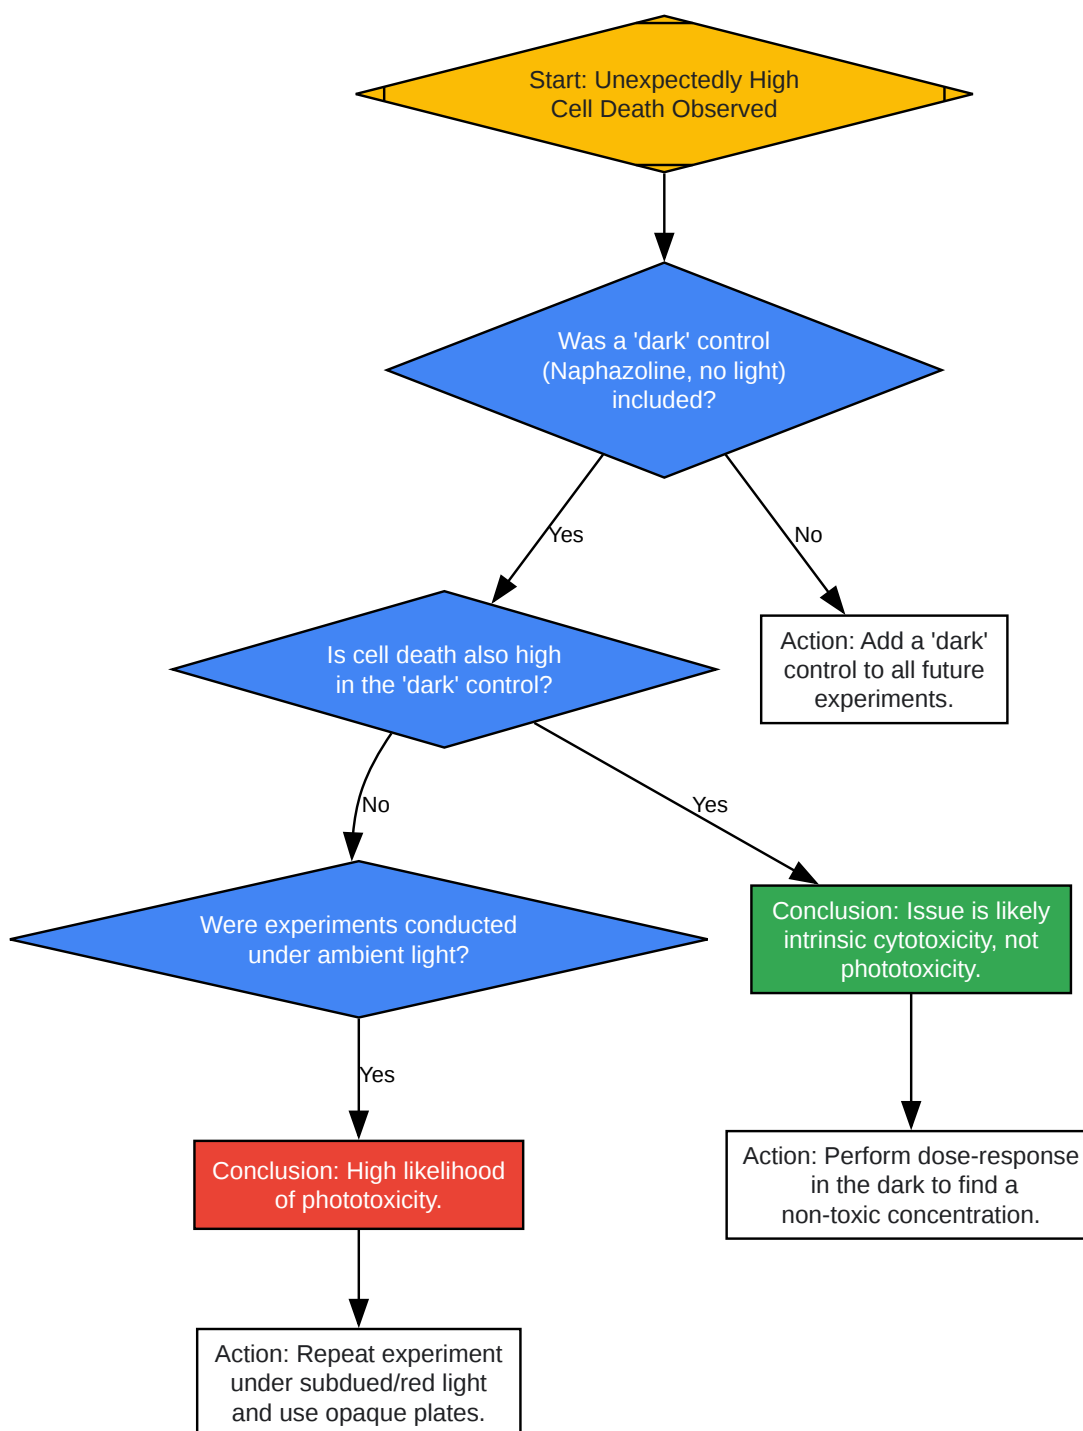 Start: Unexpectedly High
Cell Death Observed
Was a 'dark' control
(Naphazoline, no light)
included?
Yes
No
Is cell death also high
in the 'dark' control?
Action: Add a 'dark'
control to all future
experiments.
No
Yes
Were experiments conducted
under ambient light?
Conclusion: Issue is likely
intrinsic cytotoxicity, not
phototoxicity.
Yes
Conclusion: High likelihood
of phototoxicity.
Action: Perform dose-response
in the dark to find a
non-toxic concentration.
Action: Repeat experiment
under subdued/red light
and use opaque plates.